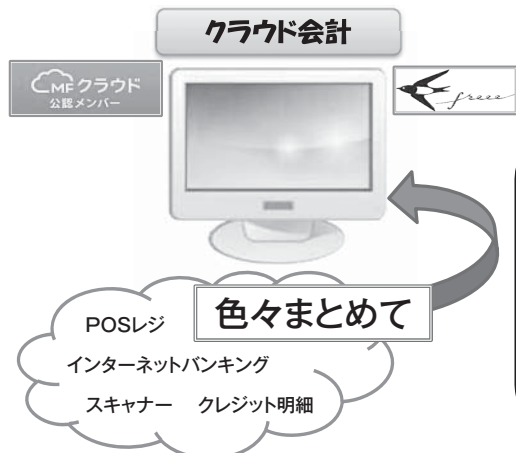 クラウド会計
MFクラウド
公認メンバー
freee
色々まとめて
POSレジ
インターネットバンキング
スキャナー クレジット明細